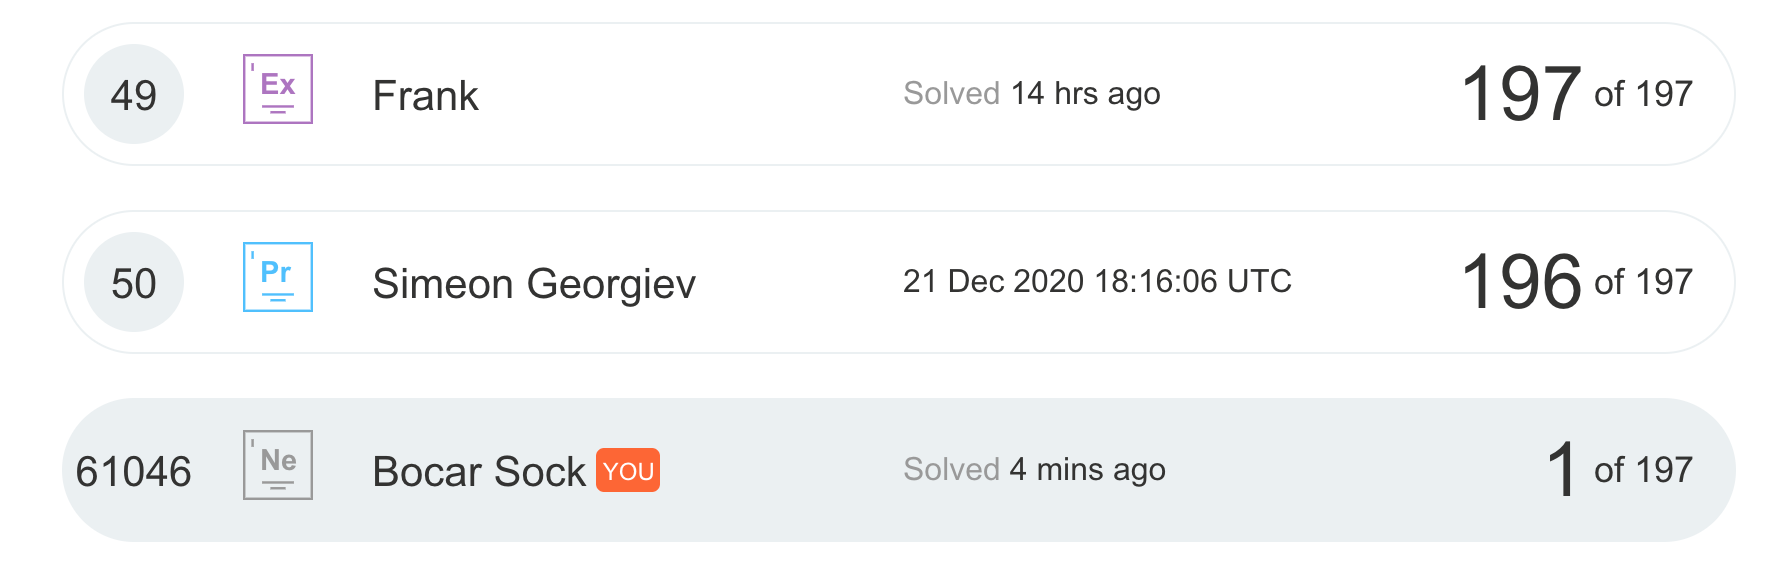 49 Ex Frank Solved 14 hrs ago 197 of 197
50 Pr Simeon Georgiev 21 Dec 2020 18:16:06 UTC 196 of 197
61046 Ne Bocar Sock YOU Solved 4 mins ago 1 of 197